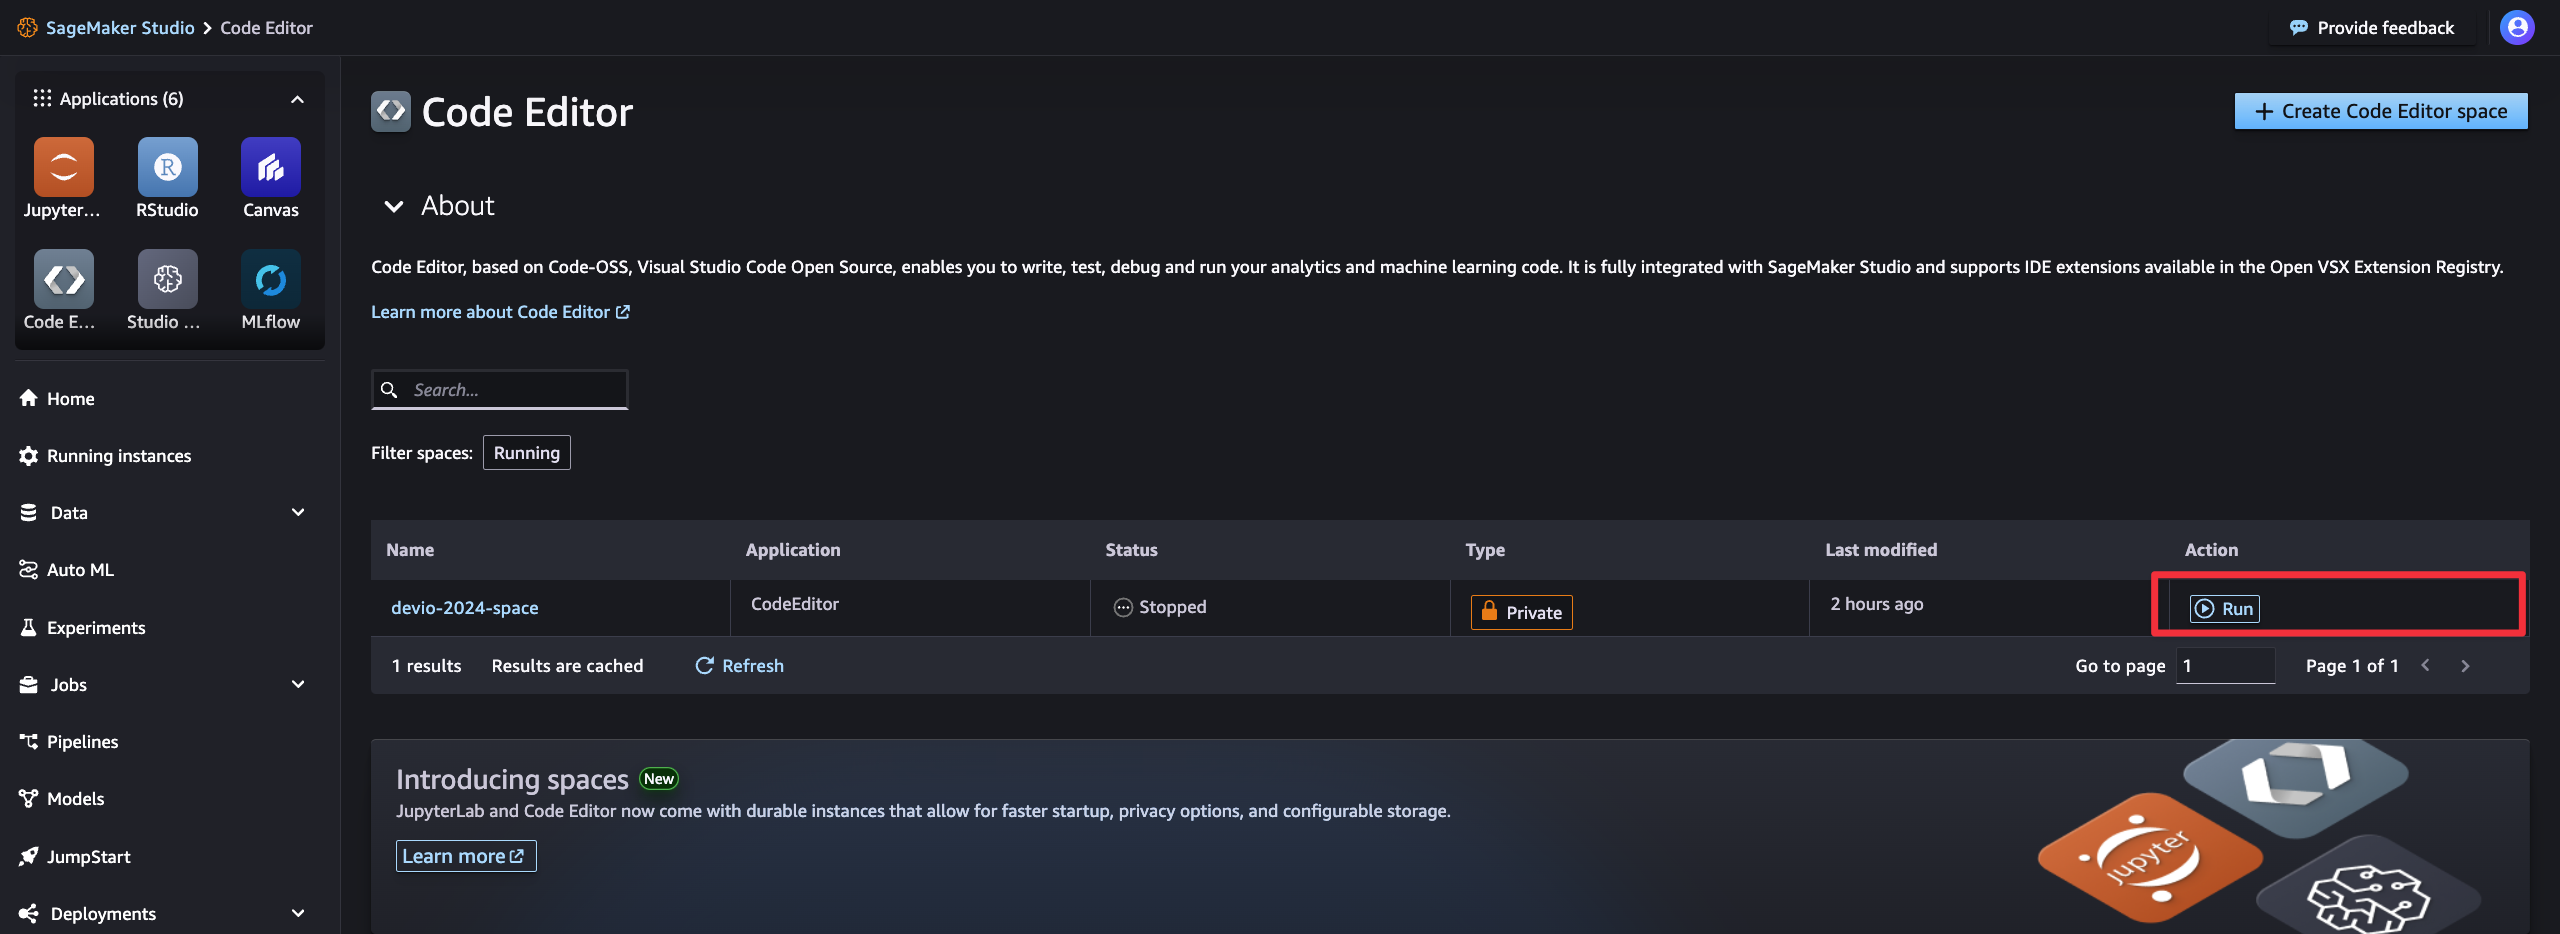 SageMaker Studio > Code Editor
Provide feedback
Applications (6)
Jupyter...
RStudio
Canvas
Code E...
Studio ...
MLflow
Home
Running instances
Data
Auto ML
Experiments
Jobs
Pipelines
Models
JumpStart
Deployments
Code Editor
+ Create Code Editor space
About
Code Editor, based on Code-OSS, Visual Studio Code Open Source, enables you to write, test, debug and run your analytics and machine learning code. It is fully integrated with SageMaker Studio and supports IDE extensions available in the Open VSX Extension Registry.
Learn more about Code Editor
Search...
Filter spaces: Running
Name Application Status Type Last modified Action
devio-2024-space CodeEditor Stopped Private 2 hours ago Run
1 results Results are cached Refresh Go to page 1 Page 1 of 1
Introducing spaces New
JupyterLab and Code Editor now come with durable instances that allow for faster startup, privacy options, and configurable storage.
Learn more
jupyter